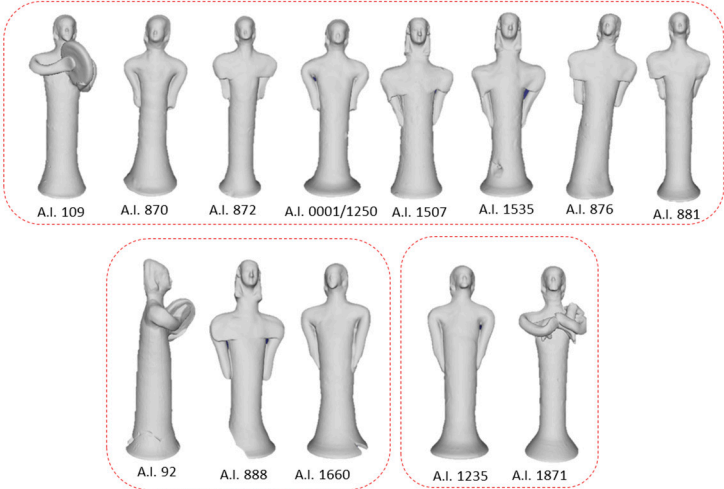 A.I. 109
A.I. 870
A.I. 872
A.I. 0001/1250
A.I. 1507
A.I. 1535
A.I. 876
A.I. 881
A.I. 92
A.I. 888
A.I. 1660
A.I. 1235
A.I. 1871